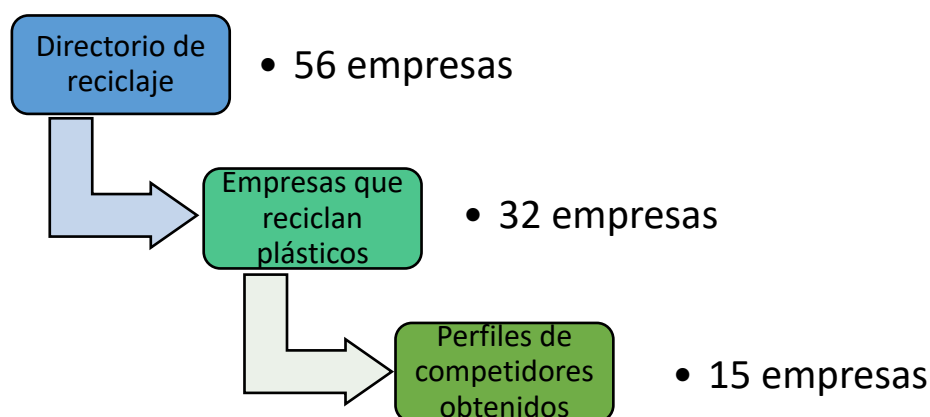 Directorio de
reciclaje
• 56 empresas
Empresas que
reciclan
plásticos
• 32 empresas
Perfiles de
competidores
obtenidos
• 15 empresas